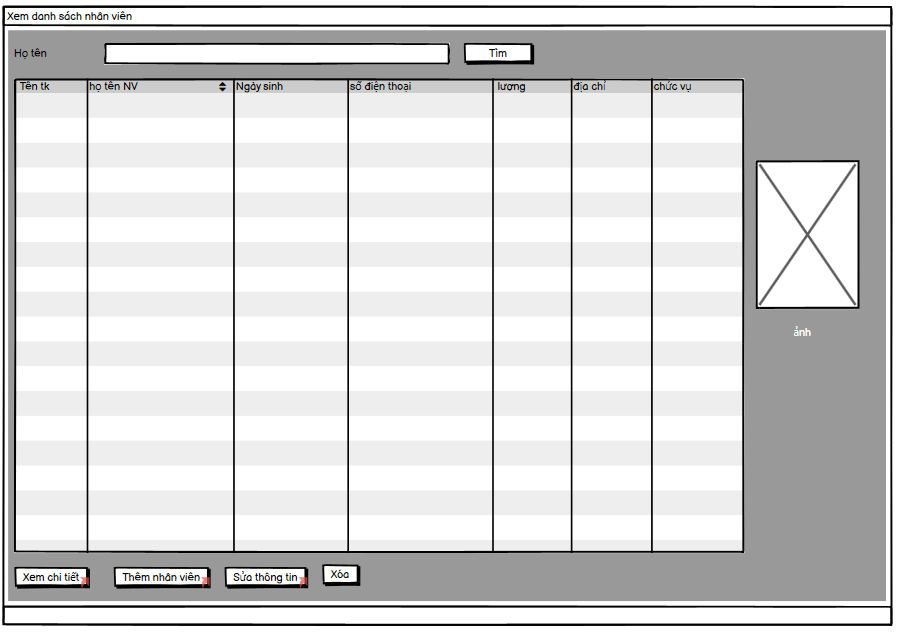 Xem danh sách nhân viên
Họ tên
Tìm
Tên tk họ tên NV Ngày sinh số điện thoại lương địa chỉ chức vụ
ảnh
Xem chi tiết Thêm nhân viên Sửa thông tin Xóa